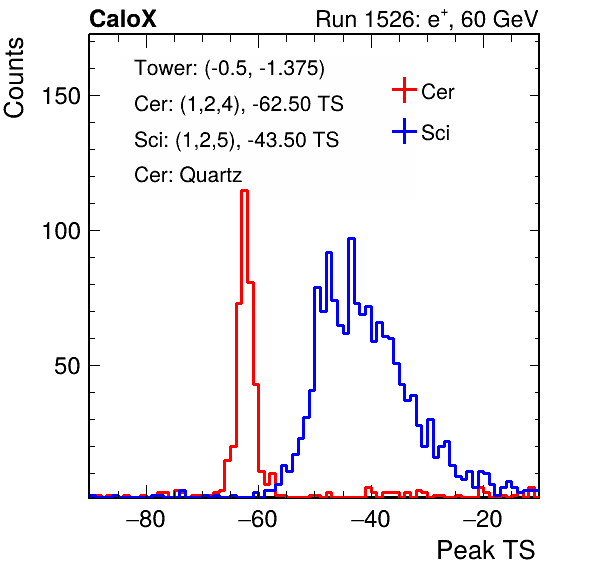 CaloX
Run 1526: e+, 60 GeV
Counts
Tower: (-0.5, -1.375)
Cer: (1,2,4), -62.50 TS
Sci: (1,2,5), -43.50 TS
Cer: Quartz
Cer
Sci
150
100
50
−80
−60
−40
−20
Peak TS